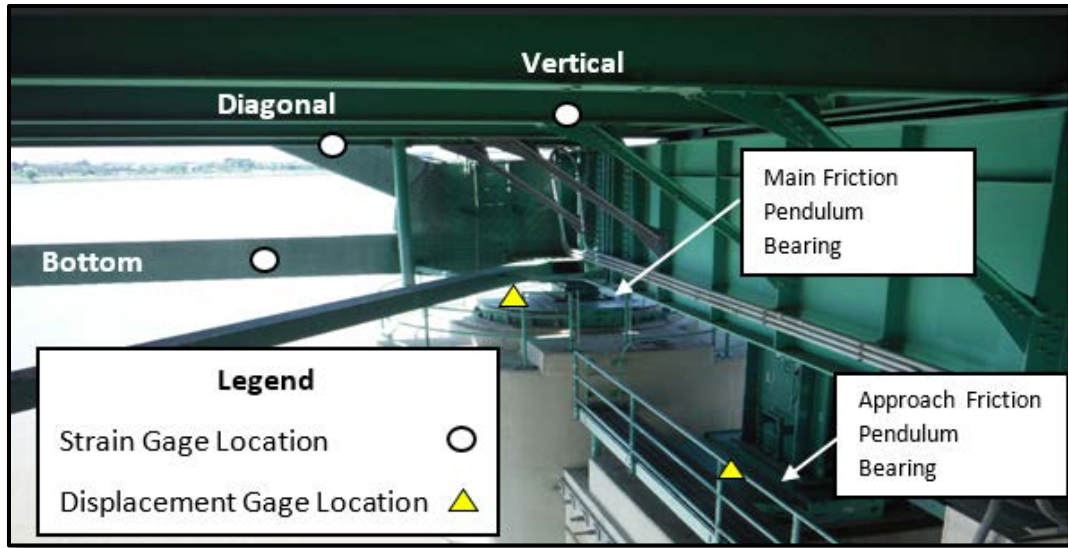 Vertical
Diagonal
Main Friction
Pendulum
Bearing
Bottom
Legend
Strain Gage Location
Displacement Gage Location
Approach Friction
Pendulum
Bearing